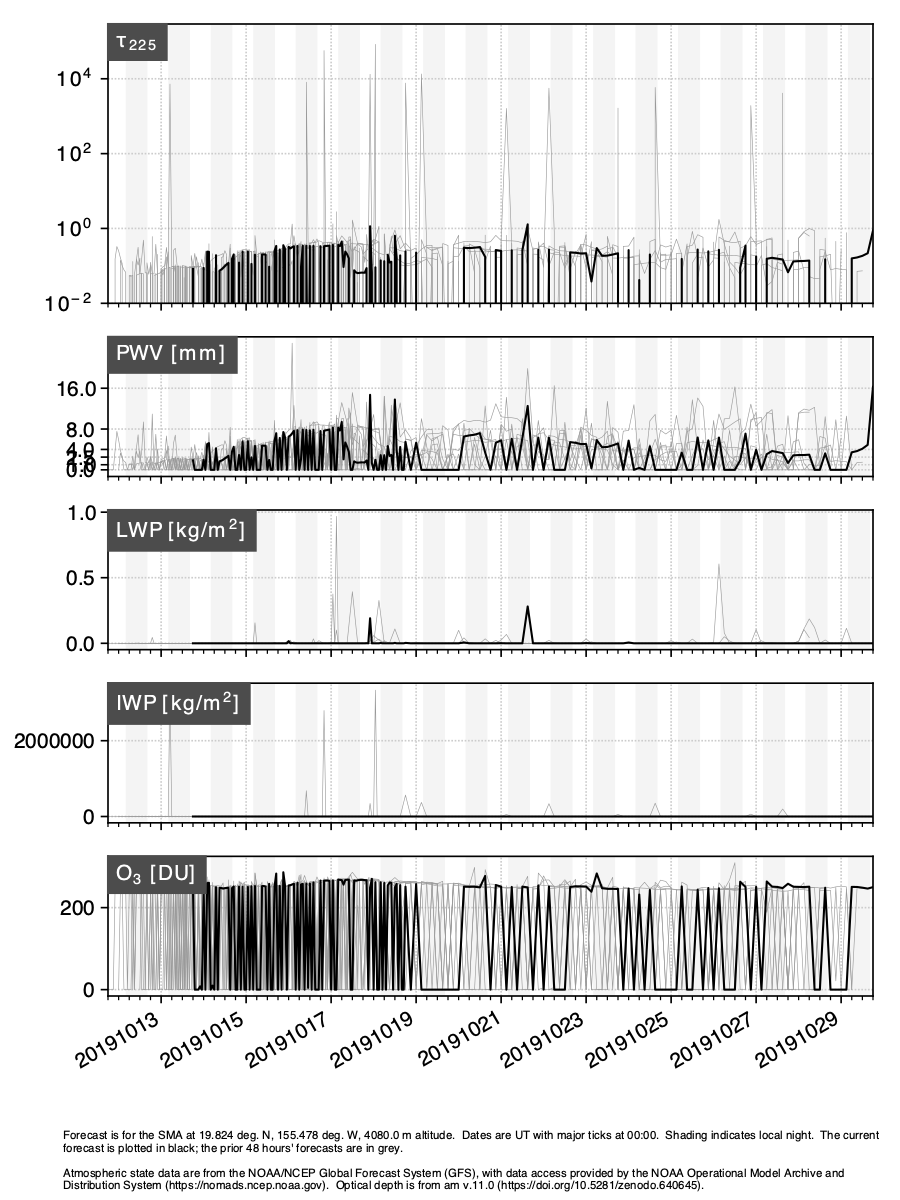 τ225
10⁴
10²
10⁰
10⁻²
PWV [mm]
16.0
8.0
4.0
0.0
1.0
LWP [kg/m²]
0.5
0.0
IWP [kg/m²]
2000000
0
O₃ [DU]
200
0
20191013 20191015 20191017 20191019 20191021 20191023 20191025 20191027 20191029
Forecast is for the SMA at 19.824 deg. N, 155.478 deg. W, 4080.0 m altitude. Dates are UT with major ticks at 00:00. Shading indicates local night. The current
forecast is plotted in black; the prior 48 hours' forecasts are in grey.
Atmospheric state data are from the NOAA/NCEP Global Forecast System (GFS), with data access provided by the NOAA Operational Model Archive and
Distribution System (https://nomads.ncep.noaa.gov). Optical depth is from am v.11.0 (https://doi.org/10.5281/zenodo.640645).